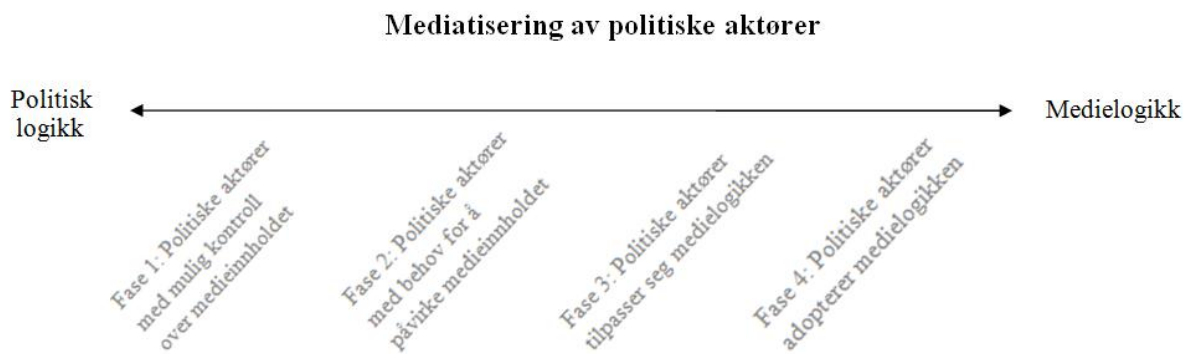 Mediatisering av politiske aktører
Politisk
logikk
Medielogikk
Fase 1: Politiske aktører
med mulig kontroll
over medieinnholdet
Fase 2: Politiske aktører
med behov for å
påvirke medieinnholdet
Fase 3: Politiske aktører
tilpasser seg medielogikken
Fase 4: Politiske aktører
adopterer medielogikken